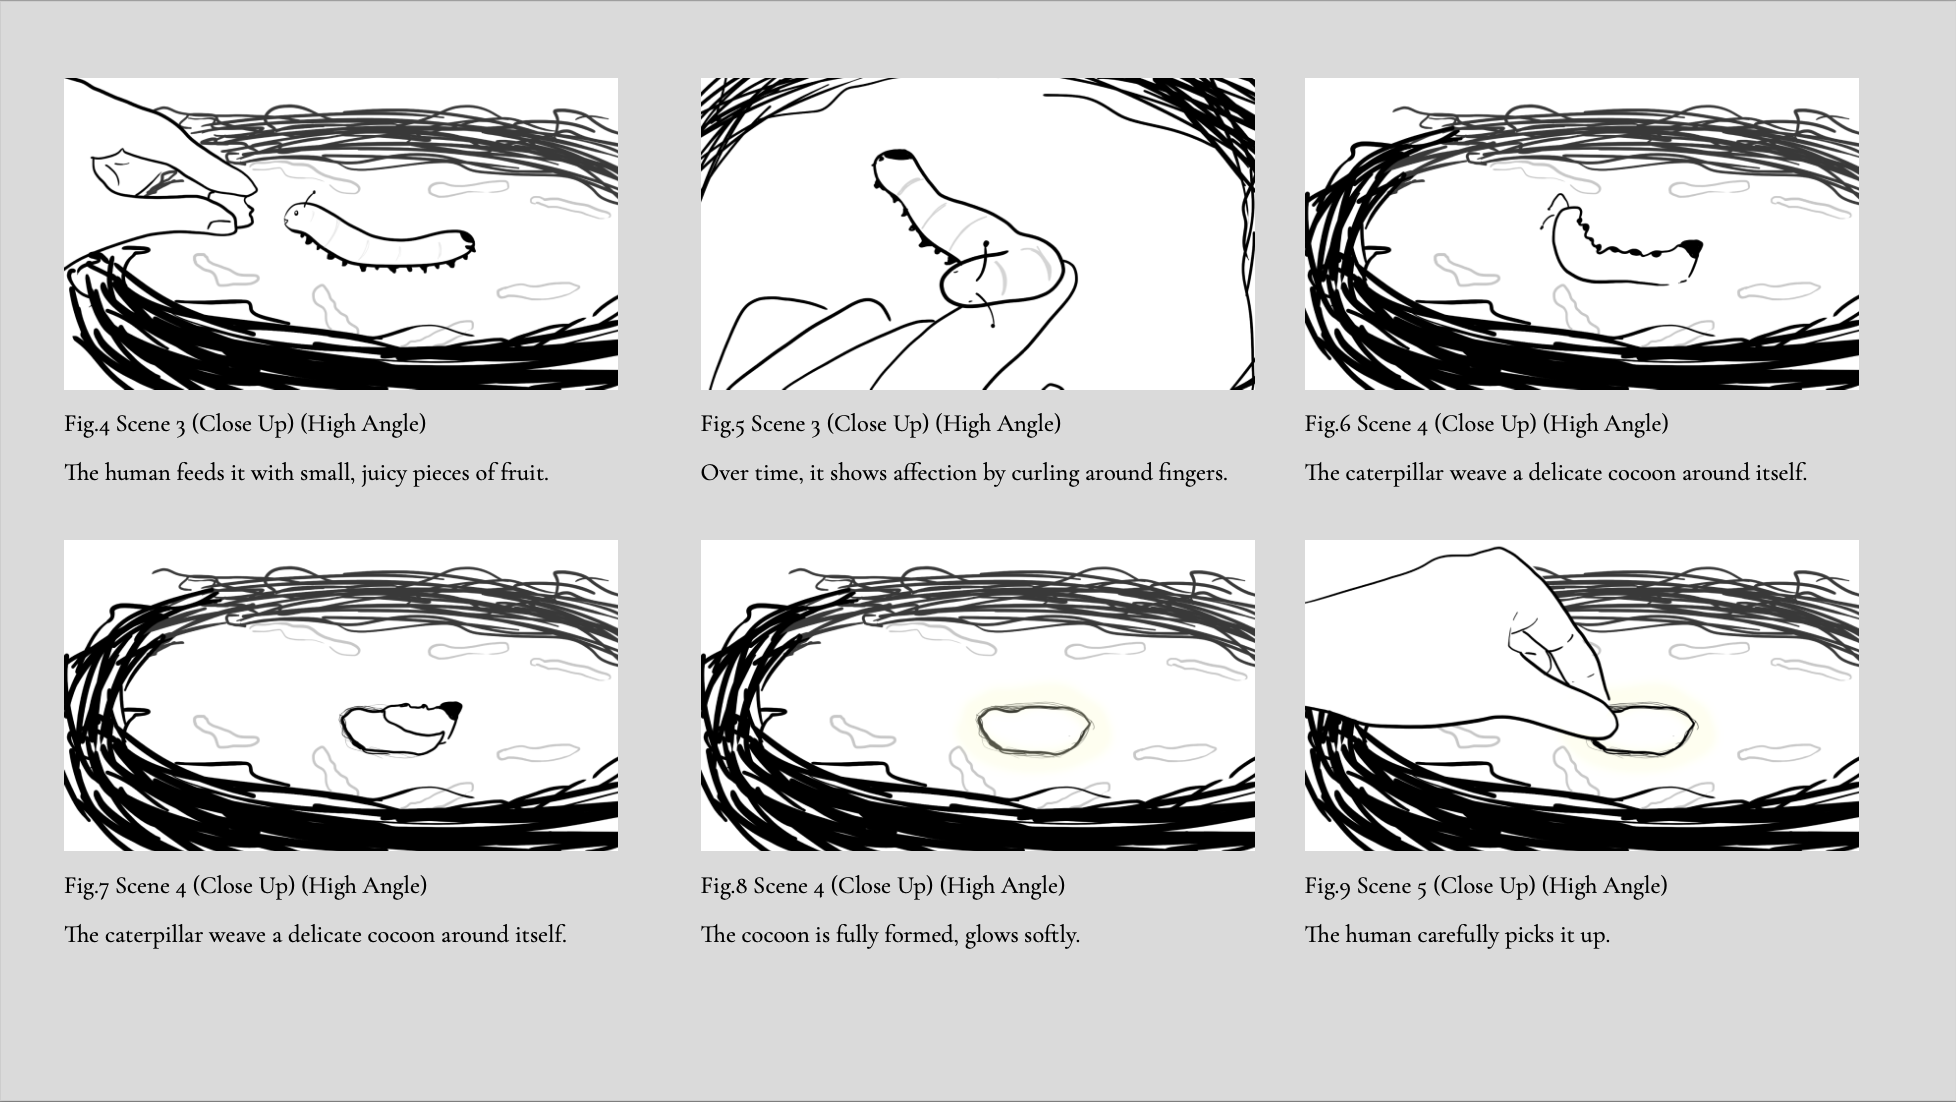 Fig.4 Scene 3 (Close Up) (High Angle)
The human feeds it with small, juicy pieces of fruit.
Fig.5 Scene 3 (Close Up) (High Angle)
Over time, it shows affection by curling around fingers.
Fig.6 Scene 4 (Close Up) (High Angle)
The caterpillar weave a delicate cocoon around itself.
Fig.7 Scene 4 (Close Up) (High Angle)
The caterpillar weave a delicate cocoon around itself.
Fig.8 Scene 4 (Close Up) (High Angle)
The cocoon is fully formed, glows softly.
Fig.9 Scene 5 (Close Up) (High Angle)
The human carefully picks it up.